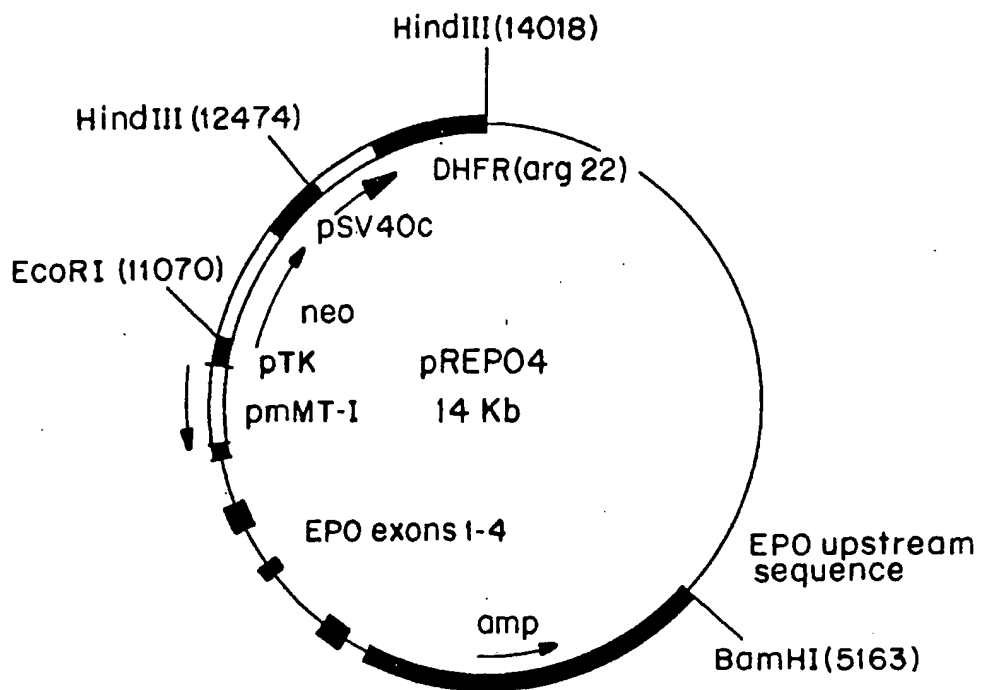 HindIII(14018)
HindIII (12474)
DHFR(arg 22)
pSV40c
EcoRI (11070)
neo
pTK
pREPO4
pmMT-I
14 Kb
EPO exons 1-4
EPO upstream
sequence
amp
BamHI(5163)